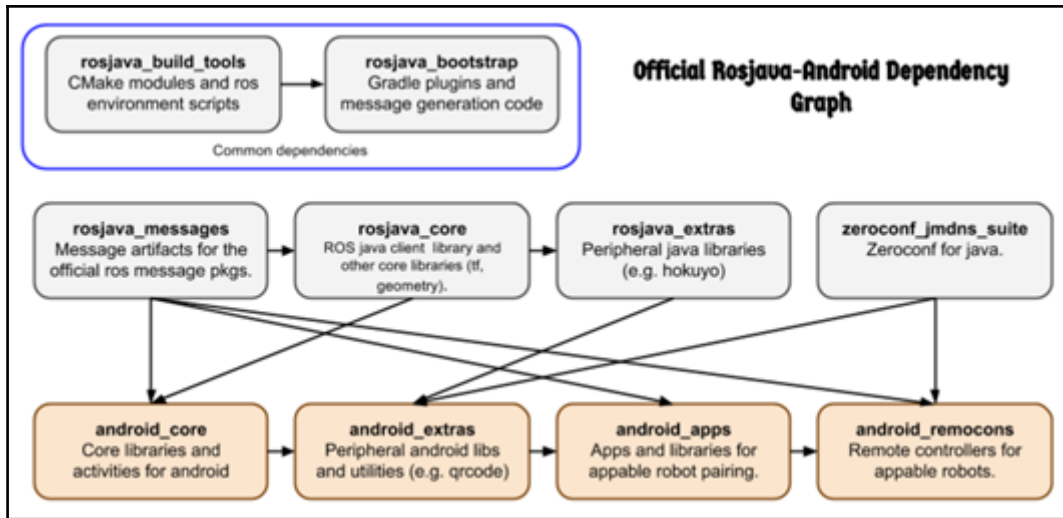 rosjava_build_tools
CMake modules and ros
environment scripts
rosjava_bootstrap
Gradle plugins and
message generation code
Common dependencies
Official Rosjava-Android Dependency
Graph
rosjava_messages
Message artifacts for the
official ros message pkgs.
rosjava_core
ROS java client library and
other core libraries (tf,
geometry).
rosjava_extras
Peripheral java libraries
(e.g. hokuyo)
zeroconf_jmdns_suite
Zeroconf for java.
android_core
Core libraries and
activities for android
android_extras
Peripheral android libs
and utilities (e.g. qrcode)
android_apps
Apps and libraries for
appable robot pairing.
android_remocons
Remote controllers for
appable robots.